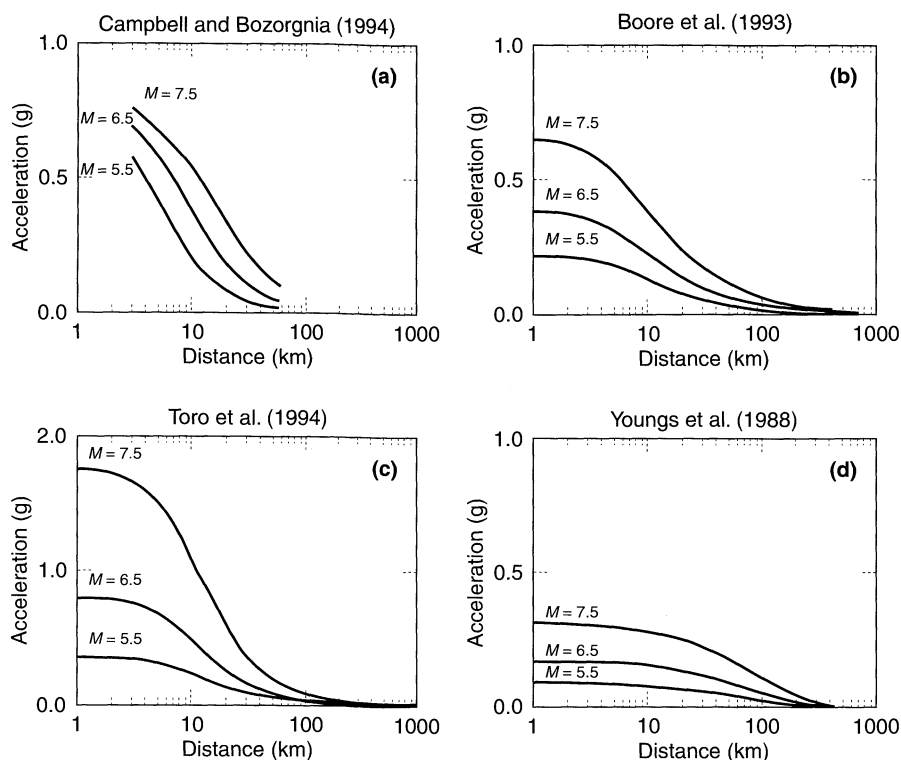 Campbell and Bozorgnia (1994)
1.0
(a)
M = 7.5
M = 6.5
0.5
M = 5.5
0.0
1 10 100 1000
Acceleration (g)
Distance (km)
Boore et al. (1993)
1.0
(b)
M = 7.5
0.5
M = 6.5
M = 5.5
0.0
1 10 100 1000
Acceleration (g)
Distance (km)
Toro et al. (1994)
2.0
M = 7.5
(c)
1.0
M = 6.5
M = 5.5
0.0
1 10 100 1000
Acceleration (g)
Distance (km)
Youngs et al. (1988)
1.0
(d)
0.5
M = 7.5
M = 6.5
M = 5.5
0.0
1 10 100 1000
Acceleration (g)
Distance (km)